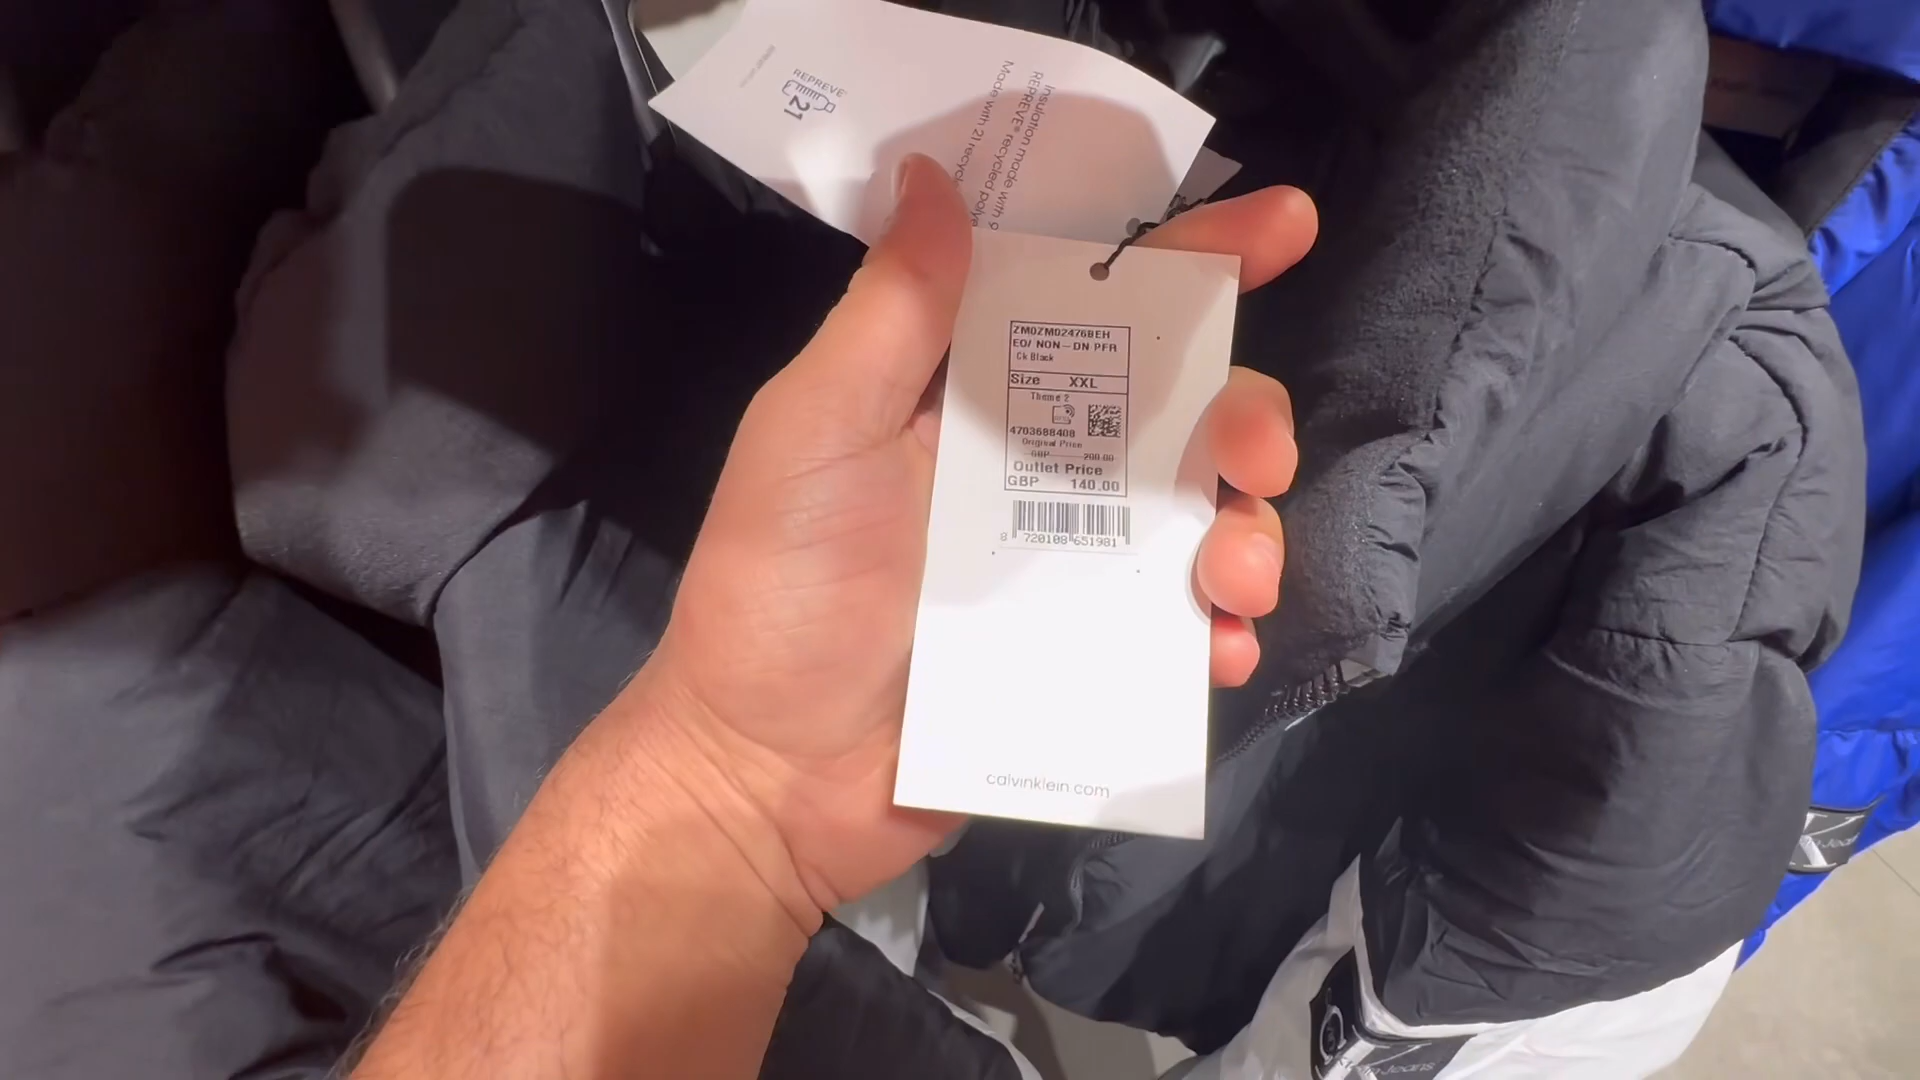 REPREVE
21
Insulation made with
REPREVE® recycled
Made with 21
ZM0ZM02476BEH
EO/ NON-DN PFR
Ck Black
Size XXL
Theme 2
4703688408
Original Price
GBP 200.00
Outlet Price
GBP 140.00
8 720108 651981
calvinklein.com
Jeans